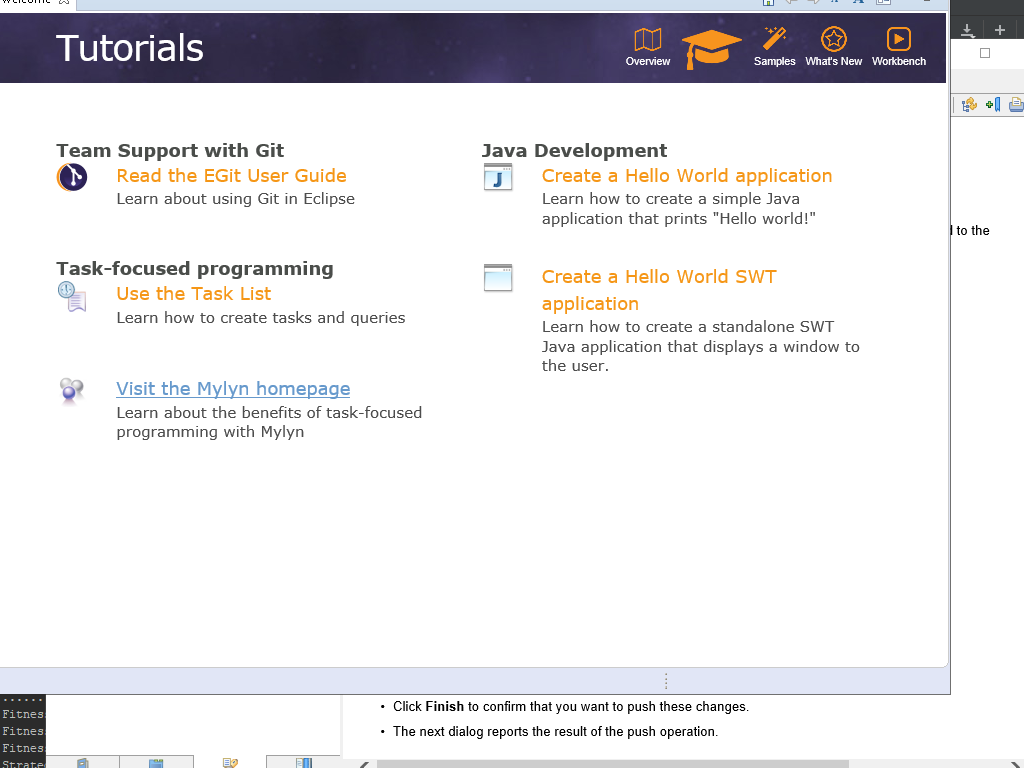 Welcome
Tutorials
Overview
Samples
What's New
Workbench
Team Support with Git
Read the EGit User Guide
Learn about using Git in Eclipse
Task-focused programming
Use the Task List
Learn how to create tasks and queries
Visit the Mylyn homepage
Learn about the benefits of task-focused
programming with Mylyn
Java Development
Create a Hello World application
Learn how to create a simple Java
application that prints "Hello world!"
Create a Hello World SWT
application
Learn how to create a standalone SWT
Java application that displays a window to
the user.
to the
• Click Finish to confirm that you want to push these changes.
• The next dialog reports the result of the push operation.
Fitnes
Fitnes
Fitnes
Strate